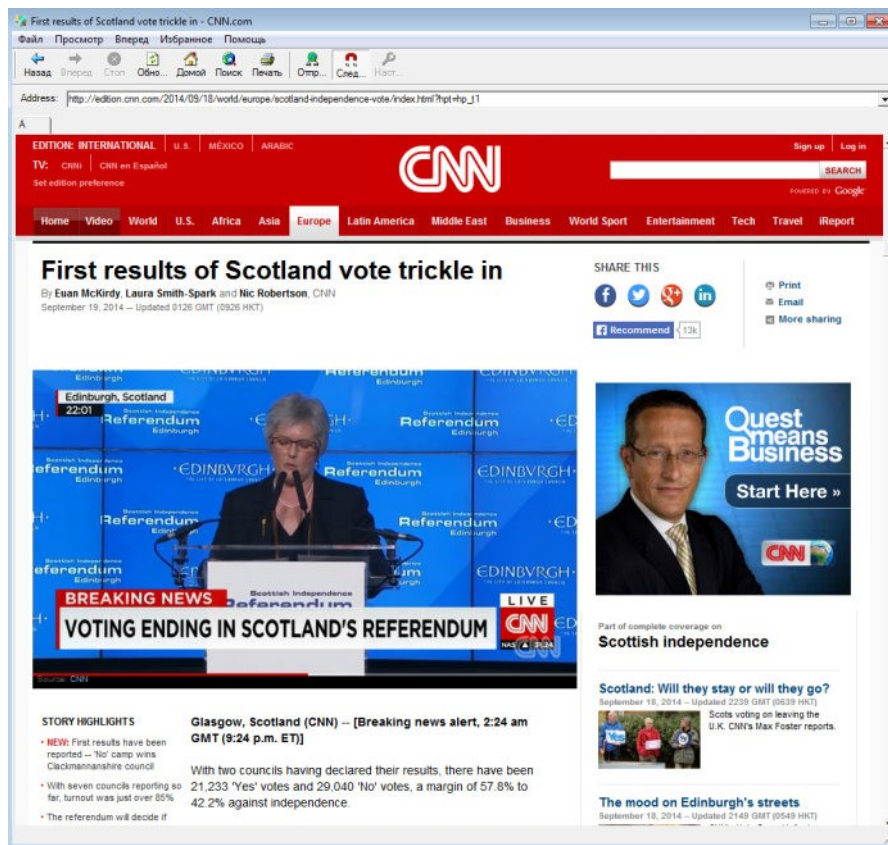 First results of Scotland vote trickle in - CNN.com
Файл Просмотр Вперед Избранное Помощь
Назад Вперед Стоп Обно... Домой Поиск Печать Отпр... След... Наст...
Address: http://edition.cnn.com/2014/09/18/world/europe/scotland-independence-vote/index.html?hpt=hp_t1
A
EDITION: INTERNATIONAL U.S. MÉXICO ARABIC
Sign up Log in
TV: CNNi CNN en Español
CNN
SEARCH
Set edition preference
POWERED BY Google
Home Video World U.S. Africa Asia Europe Latin America Middle East Business World Sport Entertainment Tech Travel iReport
First results of Scotland vote trickle in
By Euan McKirdy, Laura Smith-Spark and Nic Robertson, CNN
September 19, 2014 -- Updated 0126 GMT (0926 HKT)
SHARE THIS
Recommend 13k
Print
Email
More sharing
Edinburgh, Scotland
22:01
Referendum
Edinburgh
EDINBVRGH
Scottish Independence
Referendum
BREAKING NEWS
VOTING ENDING IN SCOTLAND'S REFERENDUM
LIVE
CNN
Source: CNN
Quest
means
Business
Start Here »
CNN
Part of complete coverage on
Scottish independence
Scotland: Will they stay or will they go?
September 18, 2014 -- Updated 2239 GMT (0639 HKT)
Scots voting on leaving the
U.K. CNN's Max Foster reports.
The mood on Edinburgh's streets
September 18, 2014 -- Updated 2149 GMT (0549 HKT)
STORY HIGHLIGHTS
NEW: First results have been
reported -- 'No' camp wins
Clackmannanshire council
With seven councils reporting so
far, turnout was just over 85%
The referendum will decide if
Glasgow, Scotland (CNN) -- [Breaking news alert, 2:24 am
GMT (9:24 p.m. ET)]
With two councils having declared their results, there have been
21,233 'Yes' votes and 29,040 'No' votes, a margin of 57.8% to
42.2% against independence.